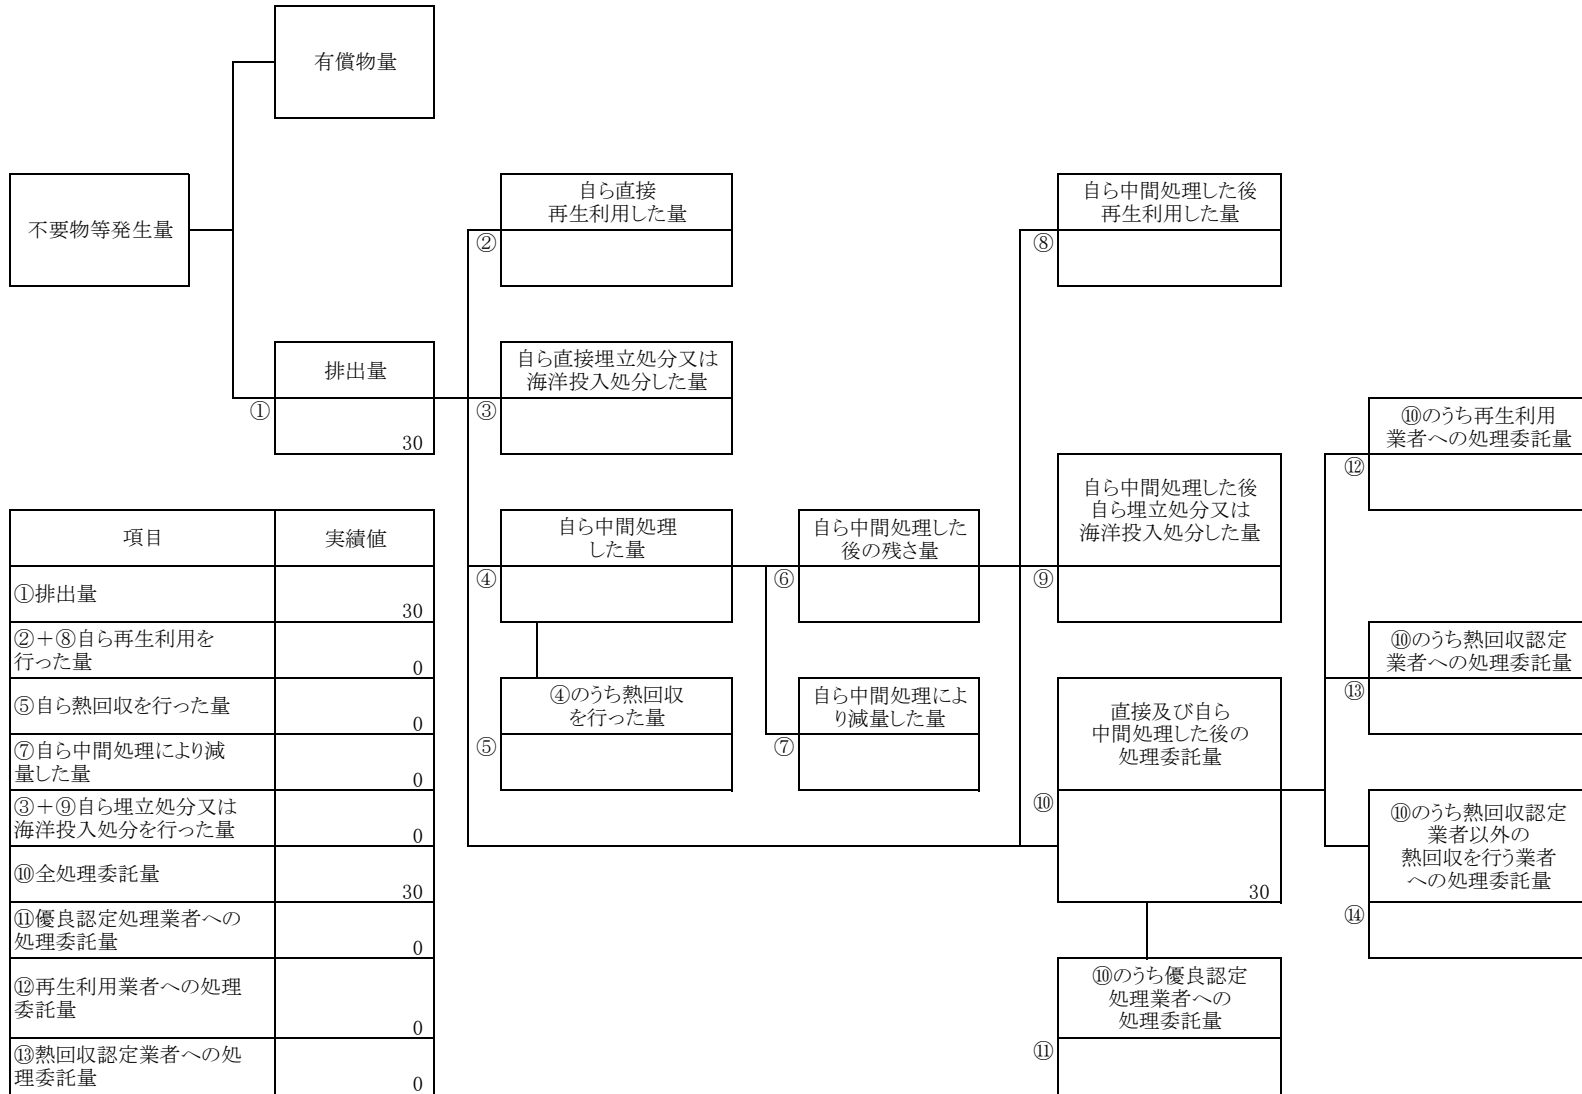 有償物量
不要物等発生量
自ら直接
再生利用した量
②
自ら中間処理した後
再生利用した量
⑧
排出量
①
30
自ら直接埋立処分又は
海洋投入処分した量
③
⑩のうち再生利用
業者への処理委託量
⑫
自ら中間処理した後
自ら埋立処分又は
海洋投入処分した量
⑨
自ら中間処理
した量
④
自ら中間処理した
後の残さ量
⑥
⑩のうち熱回収認定
業者への処理委託量
⑬
④のうち熱回収
を行った量
⑤
自ら中間処理によ
り減量した量
⑦
直接及び自ら
中間処理した後の
処理委託量
⑩
30
⑩のうち熱回収認定
業者以外の
熱回収を行う業者
への処理委託量
⑭
⑩のうち優良認定
処理業者への
処理委託量
⑪
項目 実績値
①排出量
30
②+⑧自ら再生利用を
行った量
0
⑤自ら熱回収を行った量
0
⑦自ら中間処理により減
量した量
0
③+⑨自ら埋立処分又は
海洋投入処分を行った量
0
⑩全処理委託量
30
⑪優良認定処理業者への
処理委託量
0
⑫再生利用業者への処理
委託量
0
⑬熱回収認定業者への処
理委託量
0